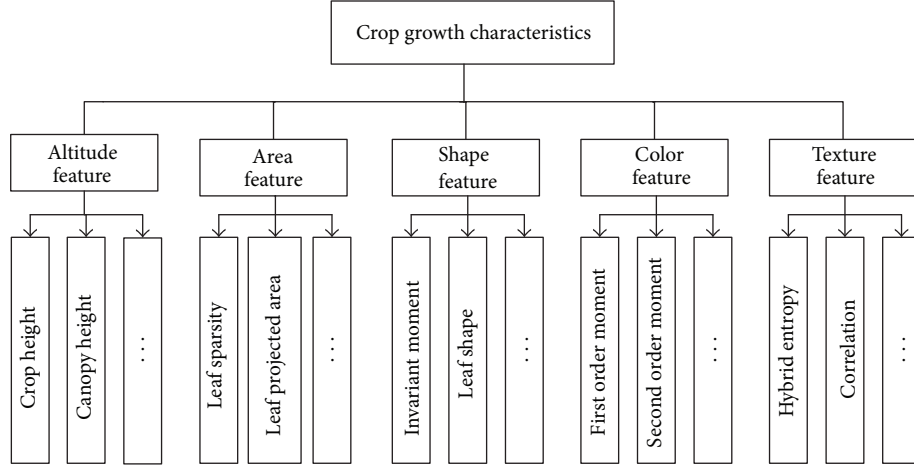 Crop growth characteristics
Altitude
feature
Area
feature
Shape
feature
Color
feature
Texture
feature
Crop height
Canopy height
...
Leaf sparsity
Leaf projected area
...
Invariant moment
Leaf shape
...
First order moment
Second order moment
...
Hybrid entropy
Correlation
...